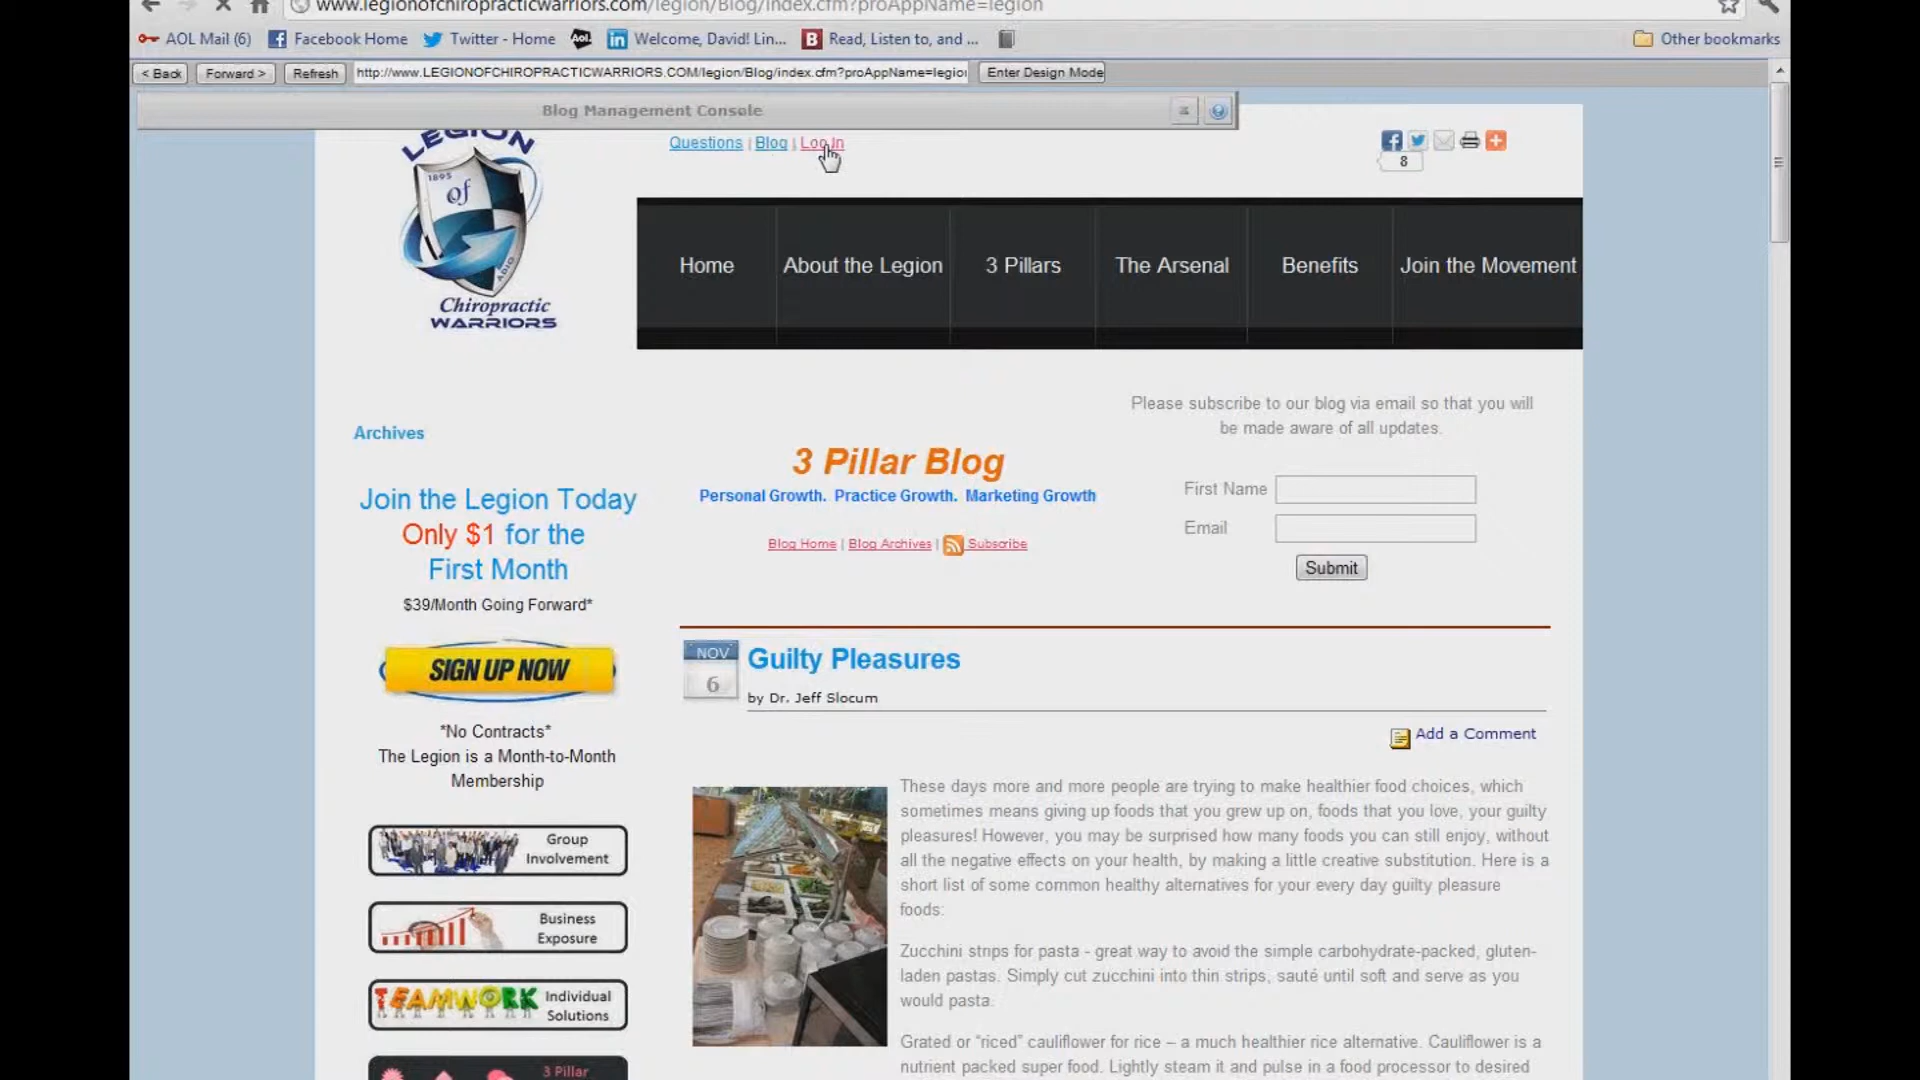 www.legionofchiropracticwarriors.com/legion/Blog/index.cfm?proAppName=legion
AOL Mail (6) Facebook Home Twitter - Home Aol. Welcome, David! Lin... Read, Listen to, and ... Other bookmarks
< Back Forward > Refresh http://www.LEGIONOFCHIROPRACTICWARRIORS.COM/legion/Blog/index.cfm?proAppName=legion Enter Design Mode
Blog Management Console
Questions | Blog | Log In
8
LEGION
1895
of
ADIO
Chiropractic
WARRIORS
Home About the Legion 3 Pillars The Arsenal Benefits Join the Movement
Archives
Join the Legion Today
Only $1 for the
First Month
$39/Month Going Forward*
SIGN UP NOW
*No Contracts*
The Legion is a Month-to-Month
Membership
Group
Involvement
Business
Exposure
TEAMWORK
Individual
Solutions
3 Pillar
3 Pillar Blog
Personal Growth. Practice Growth. Marketing Growth
Blog Home | Blog Archives | Subscribe
Please subscribe to our blog via email so that you will
be made aware of all updates.
First Name
Email
Submit
NOV
6
Guilty Pleasures
by Dr. Jeff Slocum
Add a Comment
These days more and more people are trying to make healthier food choices, which
sometimes means giving up foods that you grew up on, foods that you love, your guilty
pleasures! However, you may be surprised how many foods you can still enjoy, without
all the negative effects on your health, by making a little creative substitution. Here is a
short list of some common healthy alternatives for your every day guilty pleasure
foods:
Zucchini strips for pasta - great way to avoid the simple carbohydrate-packed, gluten-
laden pastas. Simply cut zucchini into thin strips, sauté until soft and serve as you
would pasta.
Grated or “riced” cauliflower for rice – a much healthier rice alternative. Cauliflower is a
nutrient packed super food. Lightly steam it and pulse in a food processor to desired